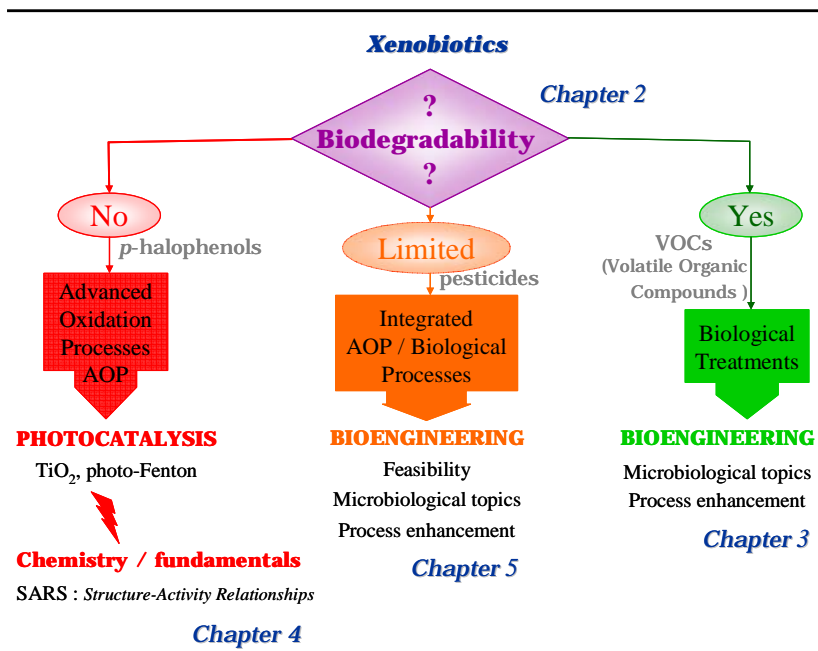 Xenobiotics
Chapter 2
?
Biodegradability
?
No
p-halophenols
Advanced
Oxidation
Processes
AOP
PHOTOCATALYSIS
TiO₂, photo-Fenton
Chemistry / fundamentals
SARS : Structure-Activity Relationships
Chapter 4
Limited
pesticides
Integrated
AOP / Biological
Processes
BIOENGINEERING
Feasibility
Microbiological topics
Process enhancement
Chapter 5
Yes
VOCs
(Volatile Organic
Compounds )
Biological
Treatments
BIOENGINEERING
Microbiological topics
Process enhancement
Chapter 3